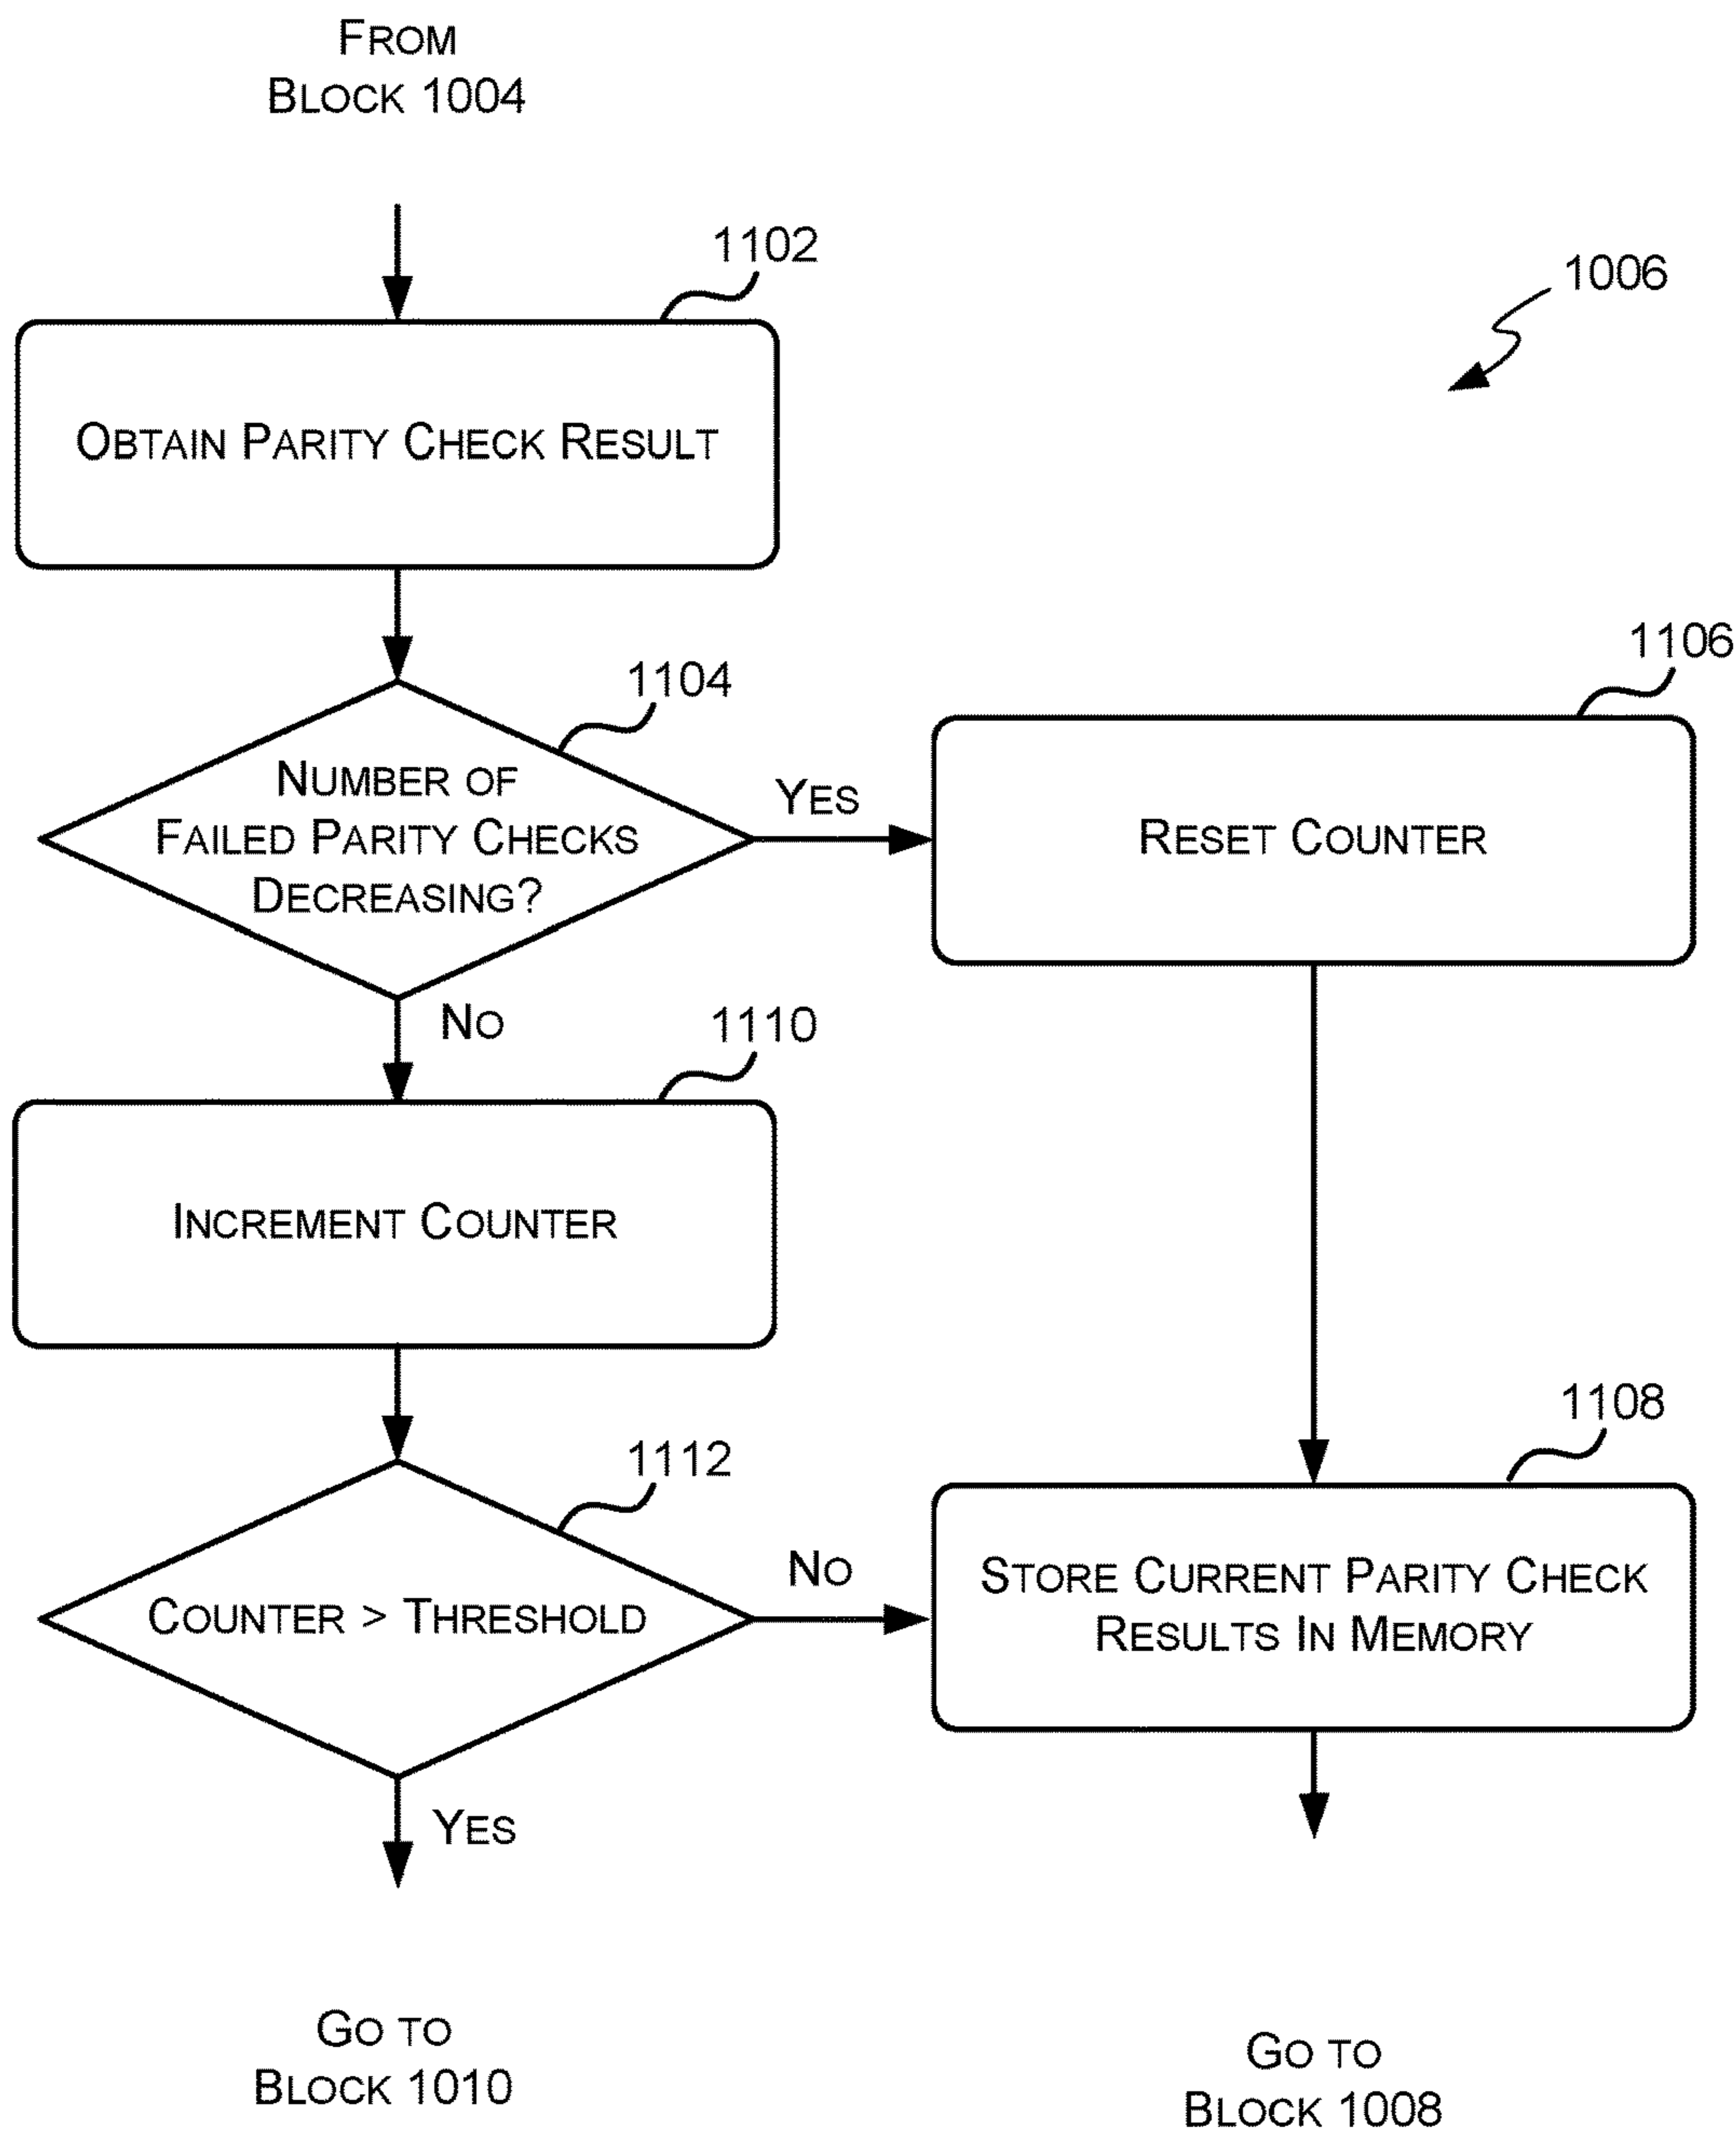 FROM
BLOCK 1004
1102
1006
OBTAIN PARITY CHECK RESULT
1104
1106
NUMBER OF
FAILED PARITY CHECKS
DECREASING?
YES
RESET COUNTER
NO
1110
INCREMENT COUNTER
1112
1108
COUNTER > THRESHOLD
NO
STORE CURRENT PARITY CHECK
RESULTS IN MEMORY
YES
GO TO
BLOCK 1010
GO TO
BLOCK 1008